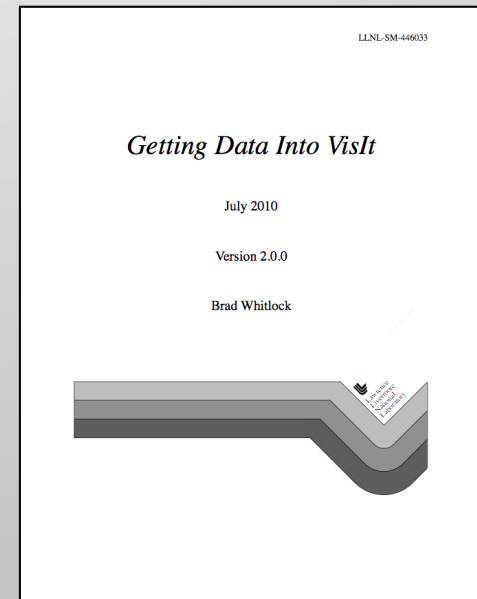 LLNL-SM-446033
Getting Data Into VisIt
July 2010
Version 2.0.0
Brad Whitlock
Lawrence
Livermore
National
Laboratory